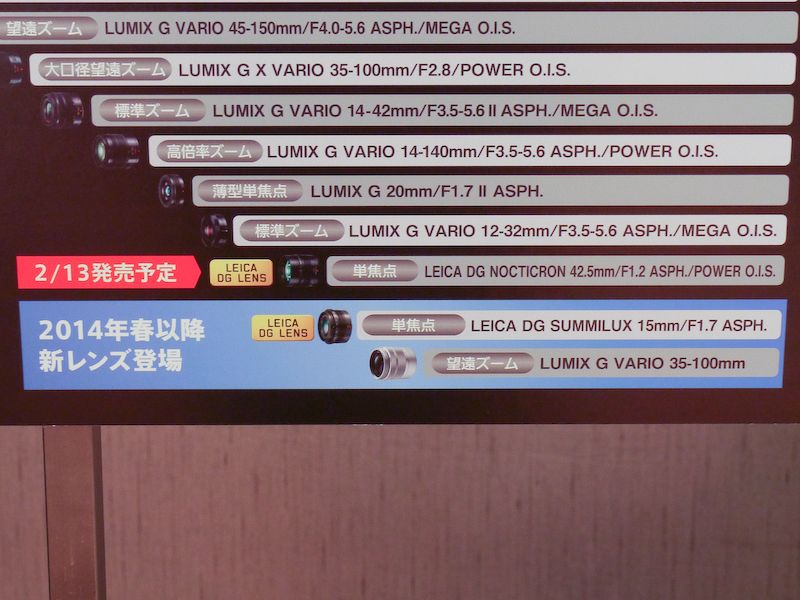 望遠ズーム LUMIX G VARIO 45-150mm/F4.0-5.6 ASPH./MEGA O.I.S.
大口径望遠ズーム LUMIX G X VARIO 35-100mm/F2.8/POWER O.I.S.
標準ズーム LUMIX G VARIO 14-42mm/F3.5-5.6 II ASPH./MEGA O.I.S.
高倍率ズーム LUMIX G VARIO 14-140mm/F3.5-5.6 ASPH./POWER O.I.S.
薄型単焦点 LUMIX G 20mm/F1.7 II ASPH.
標準ズーム LUMIX G VARIO 12-32mm/F3.5-5.6 ASPH./MEGA O.I.S.
2/13発売予定 LEICA DG LENS 単焦点 LEICA DG NOCTICRON 42.5mm/F1.2 ASPH./POWER O.I.S.
2014年春以降
新レンズ登場
LEICA DG LENS 単焦点 LEICA DG SUMMILUX 15mm/F1.7 ASPH.
望遠ズーム LUMIX G VARIO 35-100mm